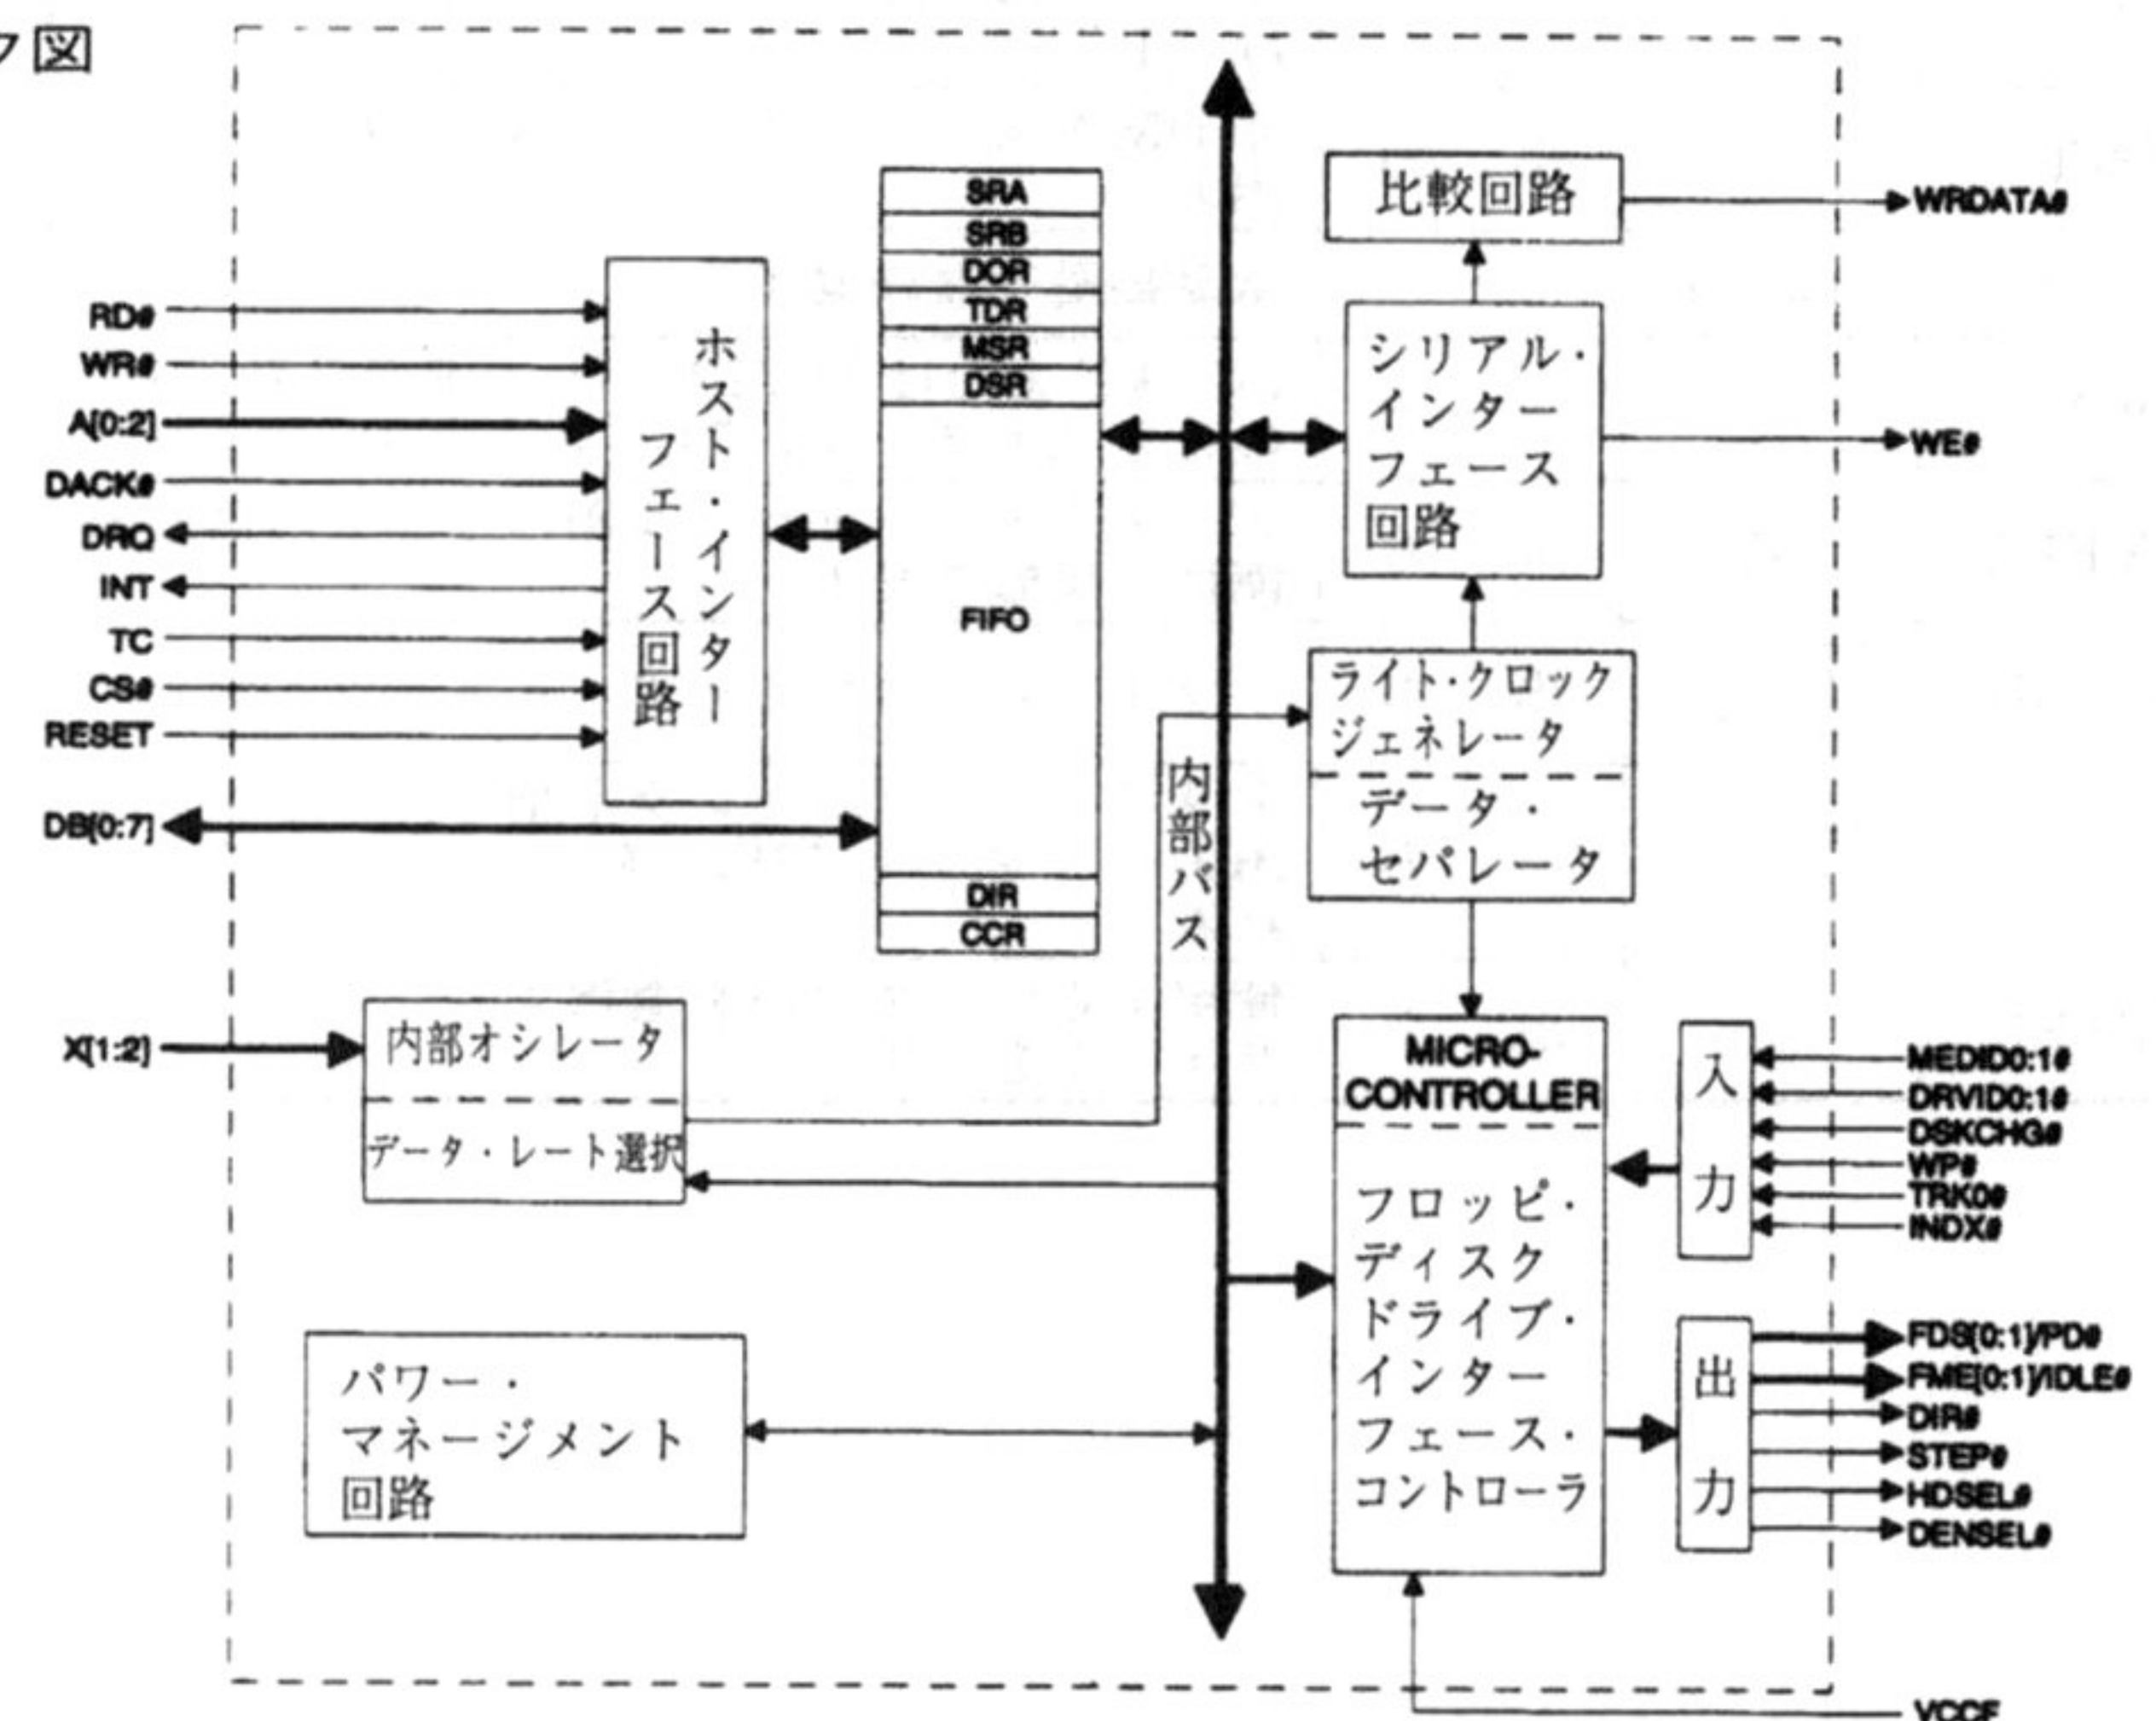 ク図
RD#
WR#
A[0:2]
DACK#
DRQ
INT
TC
CS#
RESET
DB[0:7]
X[1:2]
ホスト・インター
フェース回路
SRA
SRB
DOR
TDR
MSR
DSR
FIFO
DIR
CCR
内部オシレータ
データ・レート選択
パワー・
マネージメント
回路
内部バス
比較回路
シリアル・
インター
フェース
回路
ライト・クロック
ジェネレータ
データ・
セパレータ
MICRO-
CONTROLLER
フロッピ・
ディスク
ドライブ・
インター
フェース・
コントローラ
入力
出力
WRDATA#
WE#
MEDID0:1#
DRVID0:1#
DSKCHG#
WP#
TRK0#
INDX#
FDS[0:1]/PD#
FME[0:1]/IDLE#
DIR#
STEP#
HDSEL#
DENSEL#
VCCF